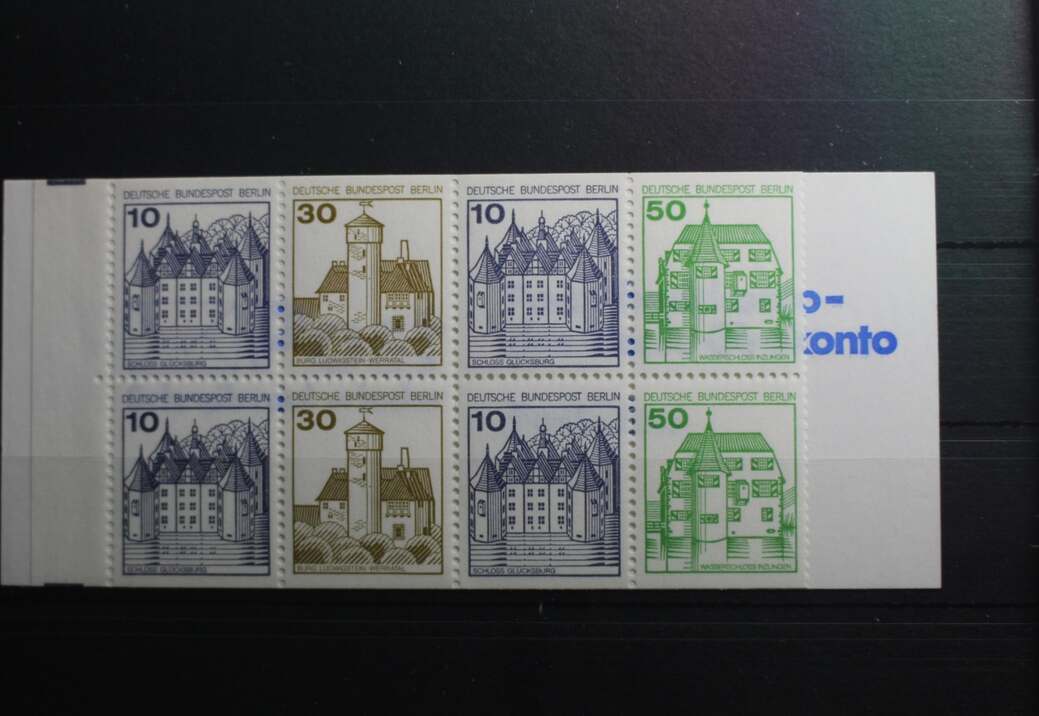 DEUTSCHE BUNDESPOST BERLIN
10
SCHLOSS GLÜCKSBURG
DEUTSCHE BUNDESPOST BERLIN
30
BURG LUDWIGSTEIN-WERRATAL
DEUTSCHE BUNDESPOST BERLIN
10
SCHLOSS GLÜCKSBURG
DEUTSCHE BUNDESPOST BERLIN
50
WASSERSCHLOSS INZLINGEN
o-
konto
DEUTSCHE BUNDESPOST BERLIN
10
SCHLOSS GLÜCKSBURG
DEUTSCHE BUNDESPOST BERLIN
30
BURG LUDWIGSTEIN-WERRATAL
DEUTSCHE BUNDESPOST BERLIN
10
SCHLOSS GLÜCKSBURG
DEUTSCHE BUNDESPOST BERLIN
50
WASSERSCHLOSS INZLINGEN